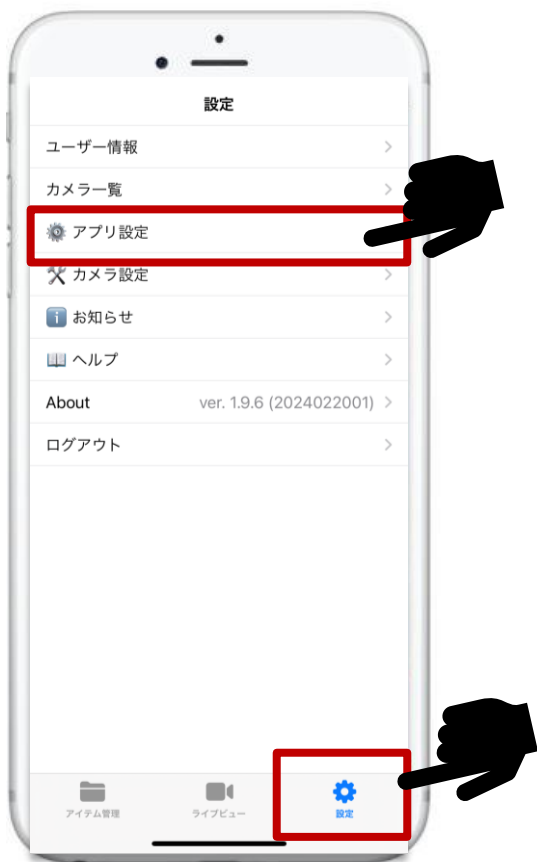 設定
ユーザー情報
カメラ一覧
アプリ設定
カメラ設定
お知らせ
ヘルプ
About ver. 1.9.6 (2024022001)
ログアウト
アイテム管理 ライブビュー 設定